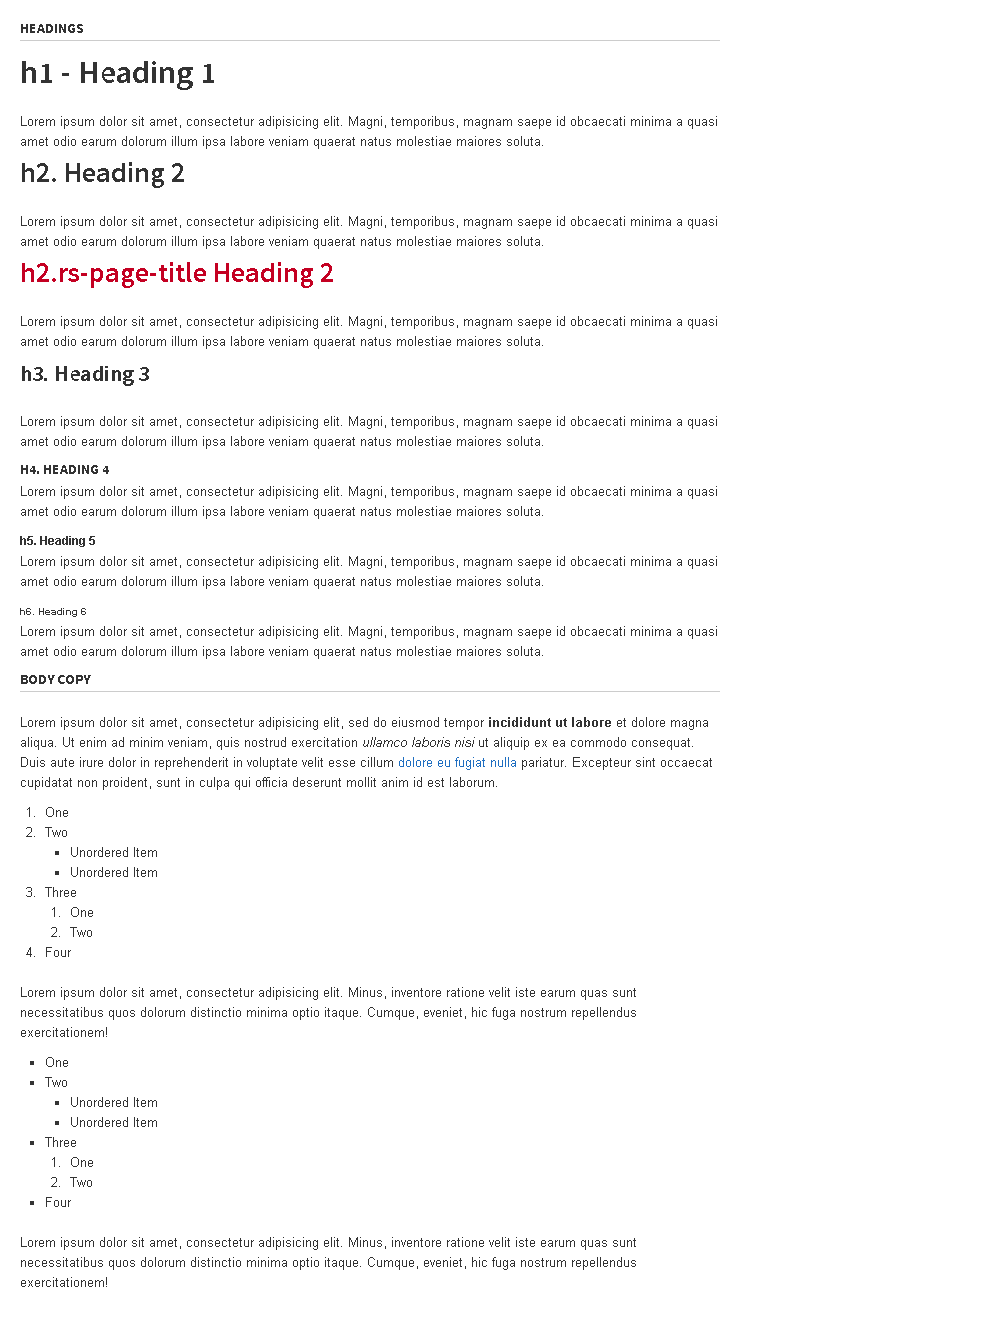 HEADINGS
h1 - Heading 1
Lorem ipsum dolor sit amet, consectetur adipisicing elit. Magni, temporibus, magnam saepe id obcaecati minima a quasi
amet odio earum dolorum illum ipsa labore veniam quaerat natus molestiae maiores soluta.
h2. Heading 2
Lorem ipsum dolor sit amet, consectetur adipisicing elit. Magni, temporibus, magnam saepe id obcaecati minima a quasi
amet odio earum dolorum illum ipsa labore veniam quaerat natus molestiae maiores soluta.
h2.rs-page-title Heading 2
Lorem ipsum dolor sit amet, consectetur adipisicing elit. Magni, temporibus, magnam saepe id obcaecati minima a quasi
amet odio earum dolorum illum ipsa labore veniam quaerat natus molestiae maiores soluta.
h3. Heading 3
Lorem ipsum dolor sit amet, consectetur adipisicing elit. Magni, temporibus, magnam saepe id obcaecati minima a quasi
amet odio earum dolorum illum ipsa labore veniam quaerat natus molestiae maiores soluta.
H4. HEADING 4
Lorem ipsum dolor sit amet, consectetur adipisicing elit. Magni, temporibus, magnam saepe id obcaecati minima a quasi
amet odio earum dolorum illum ipsa labore veniam quaerat natus molestiae maiores soluta.
h5. Heading 5
Lorem ipsum dolor sit amet, consectetur adipisicing elit. Magni, temporibus, magnam saepe id obcaecati minima a quasi
amet odio earum dolorum illum ipsa labore veniam quaerat natus molestiae maiores soluta.
h6. Heading 6
Lorem ipsum dolor sit amet, consectetur adipisicing elit. Magni, temporibus, magnam saepe id obcaecati minima a quasi
amet odio earum dolorum illum ipsa labore veniam quaerat natus molestiae maiores soluta.
BODY COPY
Lorem ipsum dolor sit amet, consectetur adipisicing elit, sed do eiusmod tempor incididunt ut labore et dolore magna
aliqua. Ut enim ad minim veniam, quis nostrud exercitation ullamco laboris nisi ut aliquip ex ea commodo consequat.
Duis aute irure dolor in reprehenderit in voluptate velit esse cillum dolore eu fugiat nulla pariatur. Excepteur sint occaecat
cupidatat non proident, sunt in culpa qui officia deserunt mollit anim id est laborum.
1. One
2. Two
▪ Unordered Item
▪ Unordered Item
3. Three
1. One
2. Two
4. Four
Lorem ipsum dolor sit amet, consectetur adipisicing elit. Minus, inventore ratione velit iste earum quas sunt
necessitatibus quos dolorum distinctio minima optio itaque. Cumque, eveniet, hic fuga nostrum repellendus
exercitationem!
▪ One
▪ Two
▪ Unordered Item
▪ Unordered Item
▪ Three
1. One
2. Two
▪ Four
Lorem ipsum dolor sit amet, consectetur adipisicing elit. Minus, inventore ratione velit iste earum quas sunt
necessitatibus quos dolorum distinctio minima optio itaque. Cumque, eveniet, hic fuga nostrum repellendus
exercitationem!